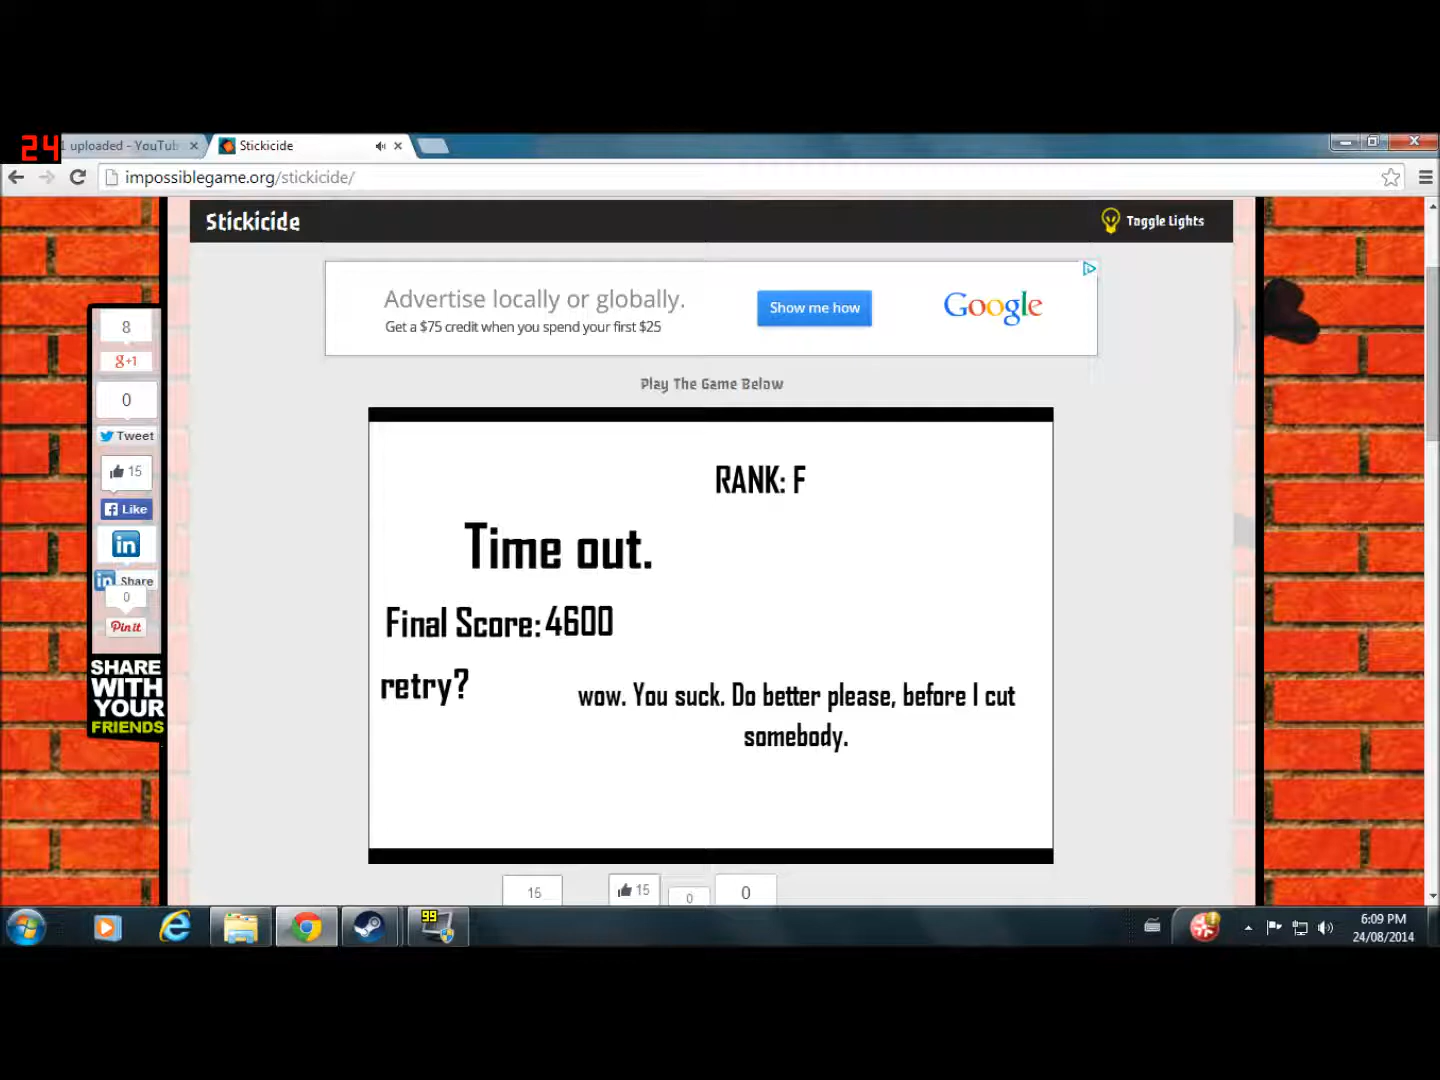 24
1 uploaded - YouTub
Stickicide
impossiblegame.org/stickicide/
Stickicide
Toggle Lights
Advertise locally or globally.
Get a $75 credit when you spend your first $25
Show me how
Google
Play The Game Below
8
g+1
0
Tweet
15
Like
in
in Share
0
Pin it
SHARE
WITH
YOUR
FRIENDS
RANK: F
Time out.
Final Score: 4600
retry?
wow. You suck. Do better please, before I cut
somebody.
15
15
0
0
99
6:09 PM
24/08/2014